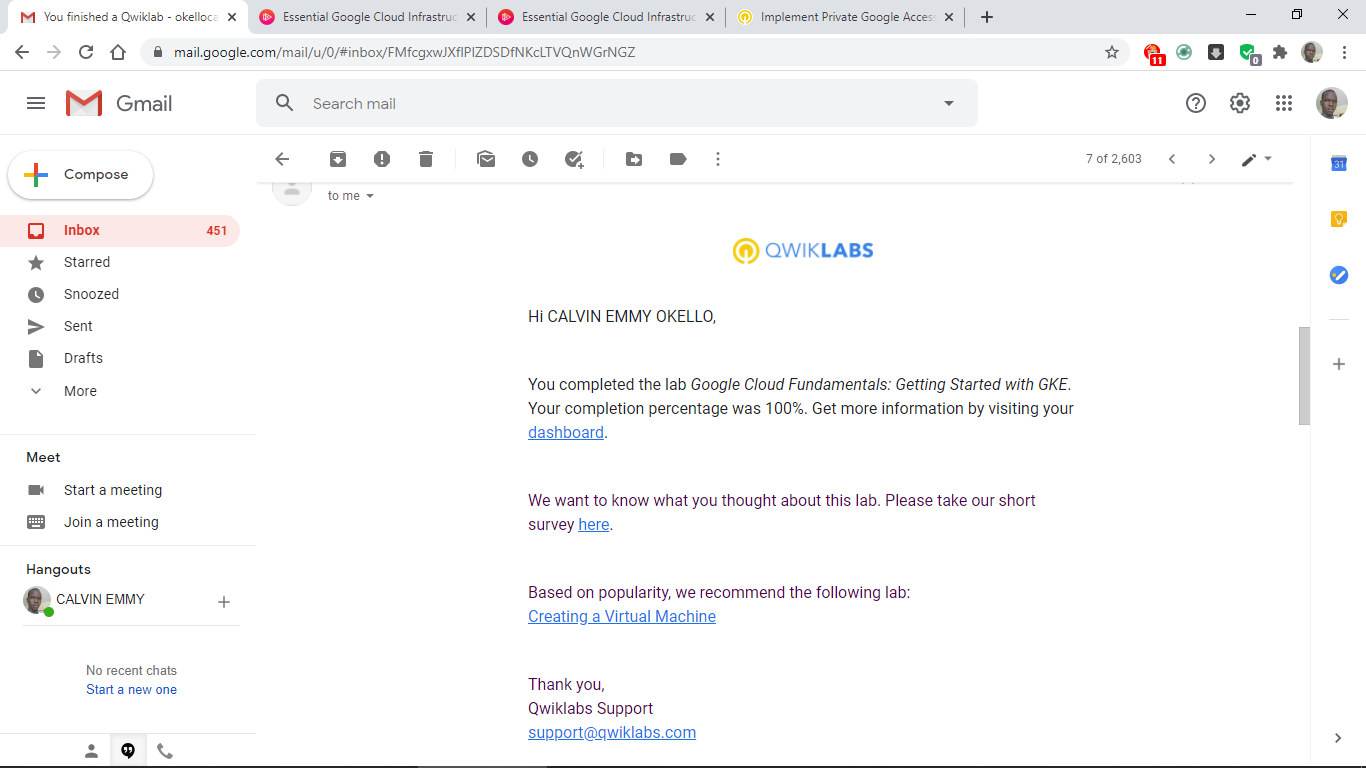 You finished a Qwiklab - okelloca
Essential Google Cloud Infrastruc
Essential Google Cloud Infrastruc
Implement Private Google Access
mail.google.com/mail/u/0/#inbox/FMfcgxwJXflPlZDSDfNKcLTVQnWGrNGZ
11
0
Gmail
Search mail
Compose
7 of 2,603
31
to me
Inbox 451
Starred
Snoozed
Sent
Drafts
More
Meet
Start a meeting
Join a meeting
Hangouts
CALVIN EMMY
No recent chats
Start a new one
QWIKLABS
Hi CALVIN EMMY OKELLO,
You completed the lab Google Cloud Fundamentals: Getting Started with GKE.
Your completion percentage was 100%. Get more information by visiting your
dashboard.
We want to know what you thought about this lab. Please take our short
survey here.
Based on popularity, we recommend the following lab:
Creating a Virtual Machine
Thank you,
Qwiklabs Support
support@qwiklabs.com